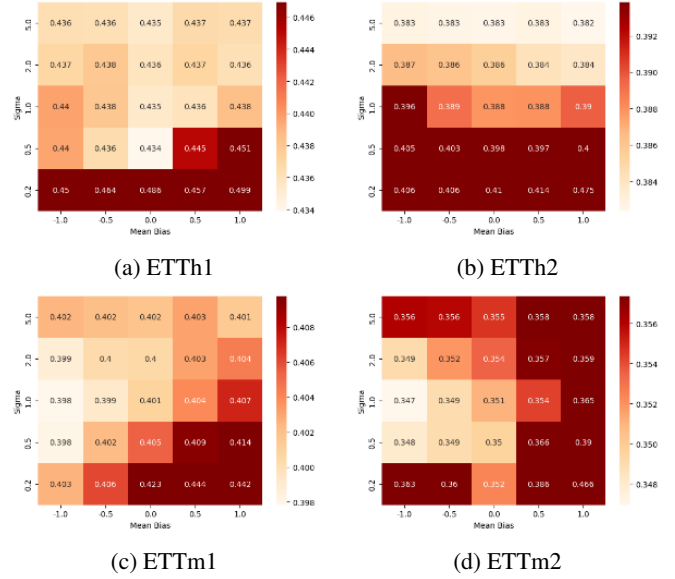 5.0 0.436 0.436 0.435 0.437 0.437
2.0 0.437 0.438 0.436 0.437 0.436
Sigma 1.0 0.44 0.438 0.435 0.436 0.438
0.5 0.44 0.436 0.434 0.445 0.451
0.2 0.45 0.464 0.486 0.457 0.499
-1.0 -0.5 0.0 0.5 1.0
Mean Bias
0.446
0.444
0.442
0.440
0.438
0.436
0.434
(a) ETTh1
5.0 0.383 0.383 0.383 0.383 0.382
2.0 0.387 0.386 0.386 0.384 0.384
Sigma 1.0 0.396 0.389 0.388 0.388 0.39
0.5 0.405 0.403 0.398 0.397 0.4
0.2 0.406 0.406 0.41 0.414 0.475
-1.0 -0.5 0.0 0.5 1.0
Mean Bias
0.392
0.390
0.388
0.386
0.384
(b) ETTh2
5.0 0.402 0.402 0.402 0.403 0.401
2.0 0.399 0.4 0.4 0.403 0.404
Sigma 1.0 0.398 0.399 0.401 0.404 0.407
0.5 0.398 0.402 0.405 0.409 0.414
0.2 0.403 0.406 0.423 0.444 0.442
-1.0 -0.5 0.0 0.5 1.0
Mean Bias
0.408
0.406
0.404
0.402
0.400
0.398
(c) ETTm1
5.0 0.356 0.356 0.355 0.358 0.358
2.0 0.349 0.352 0.354 0.357 0.359
Sigma 1.0 0.347 0.349 0.351 0.354 0.365
0.5 0.348 0.349 0.35 0.366 0.39
0.2 0.363 0.36 0.352 0.386 0.466
-1.0 -0.5 0.0 0.5 1.0
Mean Bias
0.356
0.354
0.352
0.350
0.348
(d) ETTm2